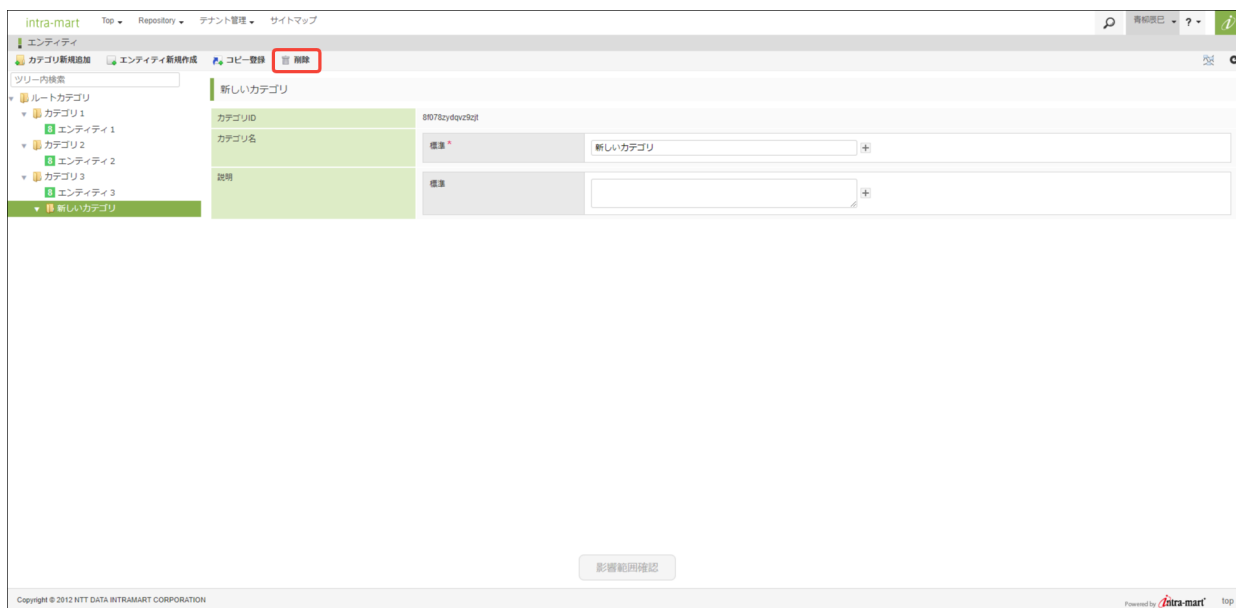 intra-mart Top Repository テナント管理 サイトマップ 青柳辰巳 ?
エンティティ
カテゴリ新規追加 エンティティ新規作成 コピー登録 削除
ツリー内検索
新しいカテゴリ
ルートカテゴリ
カテゴリ1
エンティティ1
カテゴリ2
エンティティ2
カテゴリ3
エンティティ3
新しいカテゴリ
カテゴリID 8f078zydqvz9zjt
カテゴリ名 標準 * 新しいカテゴリ
説明 標準
影響範囲確認
Copyright © 2012 NTT DATA INTRAMART CORPORATION Powered by intra-mart top